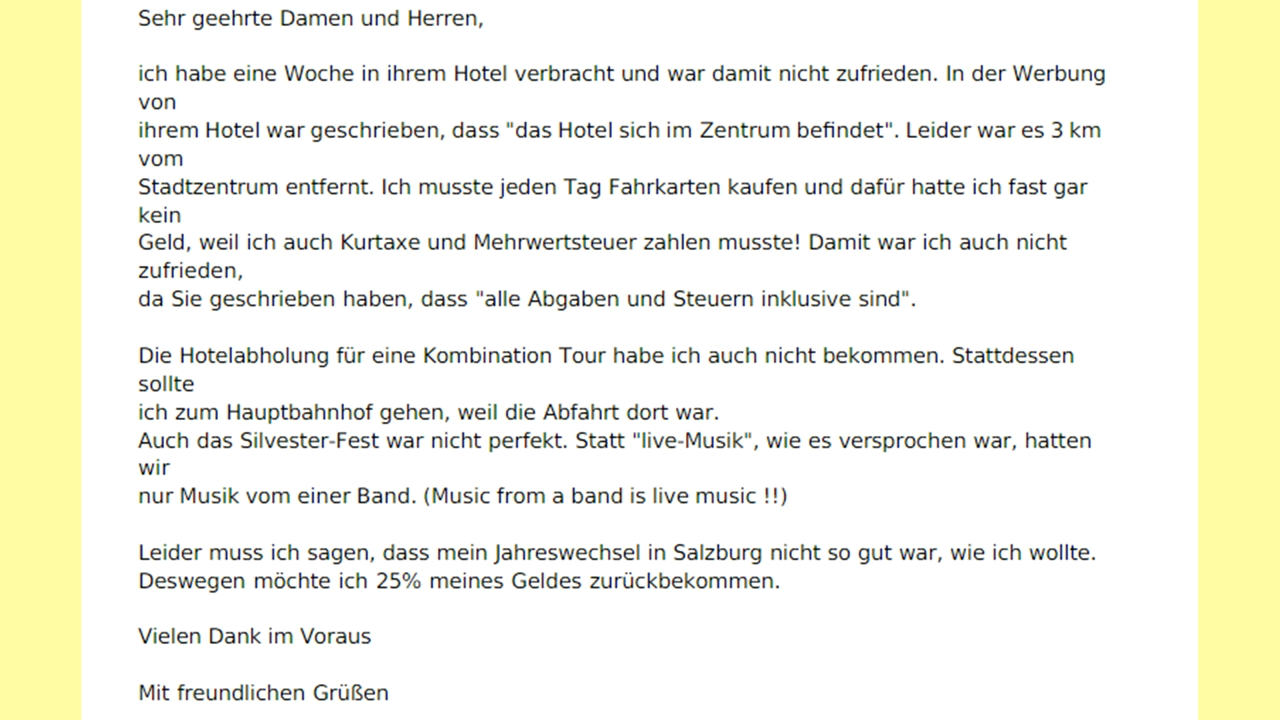 Sehr geehrte Damen und Herren,
ich habe eine Woche in ihrem Hotel verbracht und war damit nicht zufrieden. In der Werbung
von
ihrem Hotel war geschrieben, dass "das Hotel sich im Zentrum befindet". Leider war es 3 km
vom
Stadtzentrum entfernt. Ich musste jeden Tag Fahrkarten kaufen und dafür hatte ich fast gar
kein
Geld, weil ich auch Kurtaxe und Mehrwertsteuer zahlen musste! Damit war ich auch nicht
zufrieden,
da Sie geschrieben haben, dass "alle Abgaben und Steuern inklusive sind".
Die Hotelabholung für eine Kombination Tour habe ich auch nicht bekommen. Stattdessen
sollte
ich zum Hauptbahnhof gehen, weil die Abfahrt dort war.
Auch das Silvester-Fest war nicht perfekt. Statt "live-Musik", wie es versprochen war, hatten
wir
nur Musik vom einer Band. (Music from a band is live music !!)
Leider muss ich sagen, dass mein Jahreswechsel in Salzburg nicht so gut war, wie ich wollte.
Deswegen möchte ich 25% meines Geldes zurückbekommen.
Vielen Dank im Voraus
Mit freundlichen Grüßen